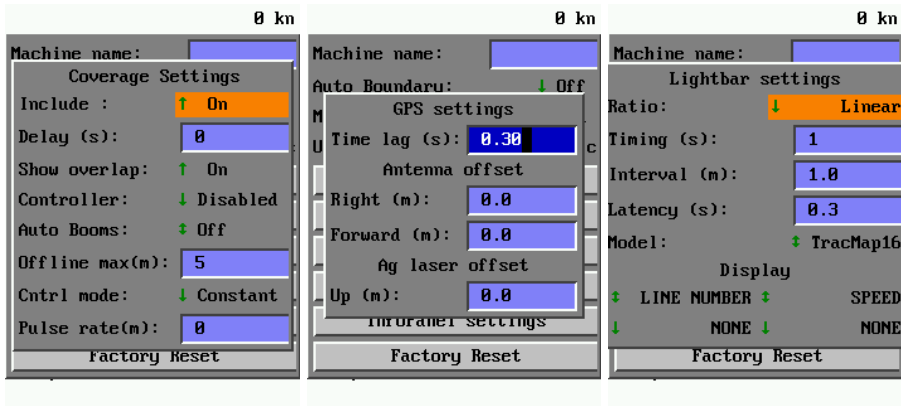 0 kn
Machine name:
Coverage Settings
Include : ↑ On
Delay (s): 0
Show overlap: ↑ On
Controller: ↓ Disabled
Auto Booms: ↕ Off
Offline max(m): 5
Cntrl mode: ↓ Constant
Pulse rate(m): 0
Factory Reset
0 kn
Machine name:
Auto Boundary: ↓ Off
M
U c
GPS settings
Time lag (s): 0.30
Antenna offset
Right (m): 0.0
Forward (m): 0.0
Ag laser offset
Up (m): 0.0
InfoPanel settings
Factory Reset
0 kn
Machine name:
Lightbar settings
Ratio: ↓ Linear
Timing (s): 1
Interval (m): 1.0
Latency (s): 0.3
Model: ↕ TracMap16
Display
↕ LINE NUMBER ↕ SPEED
↓ NONE ↓ NONE
Factory Reset